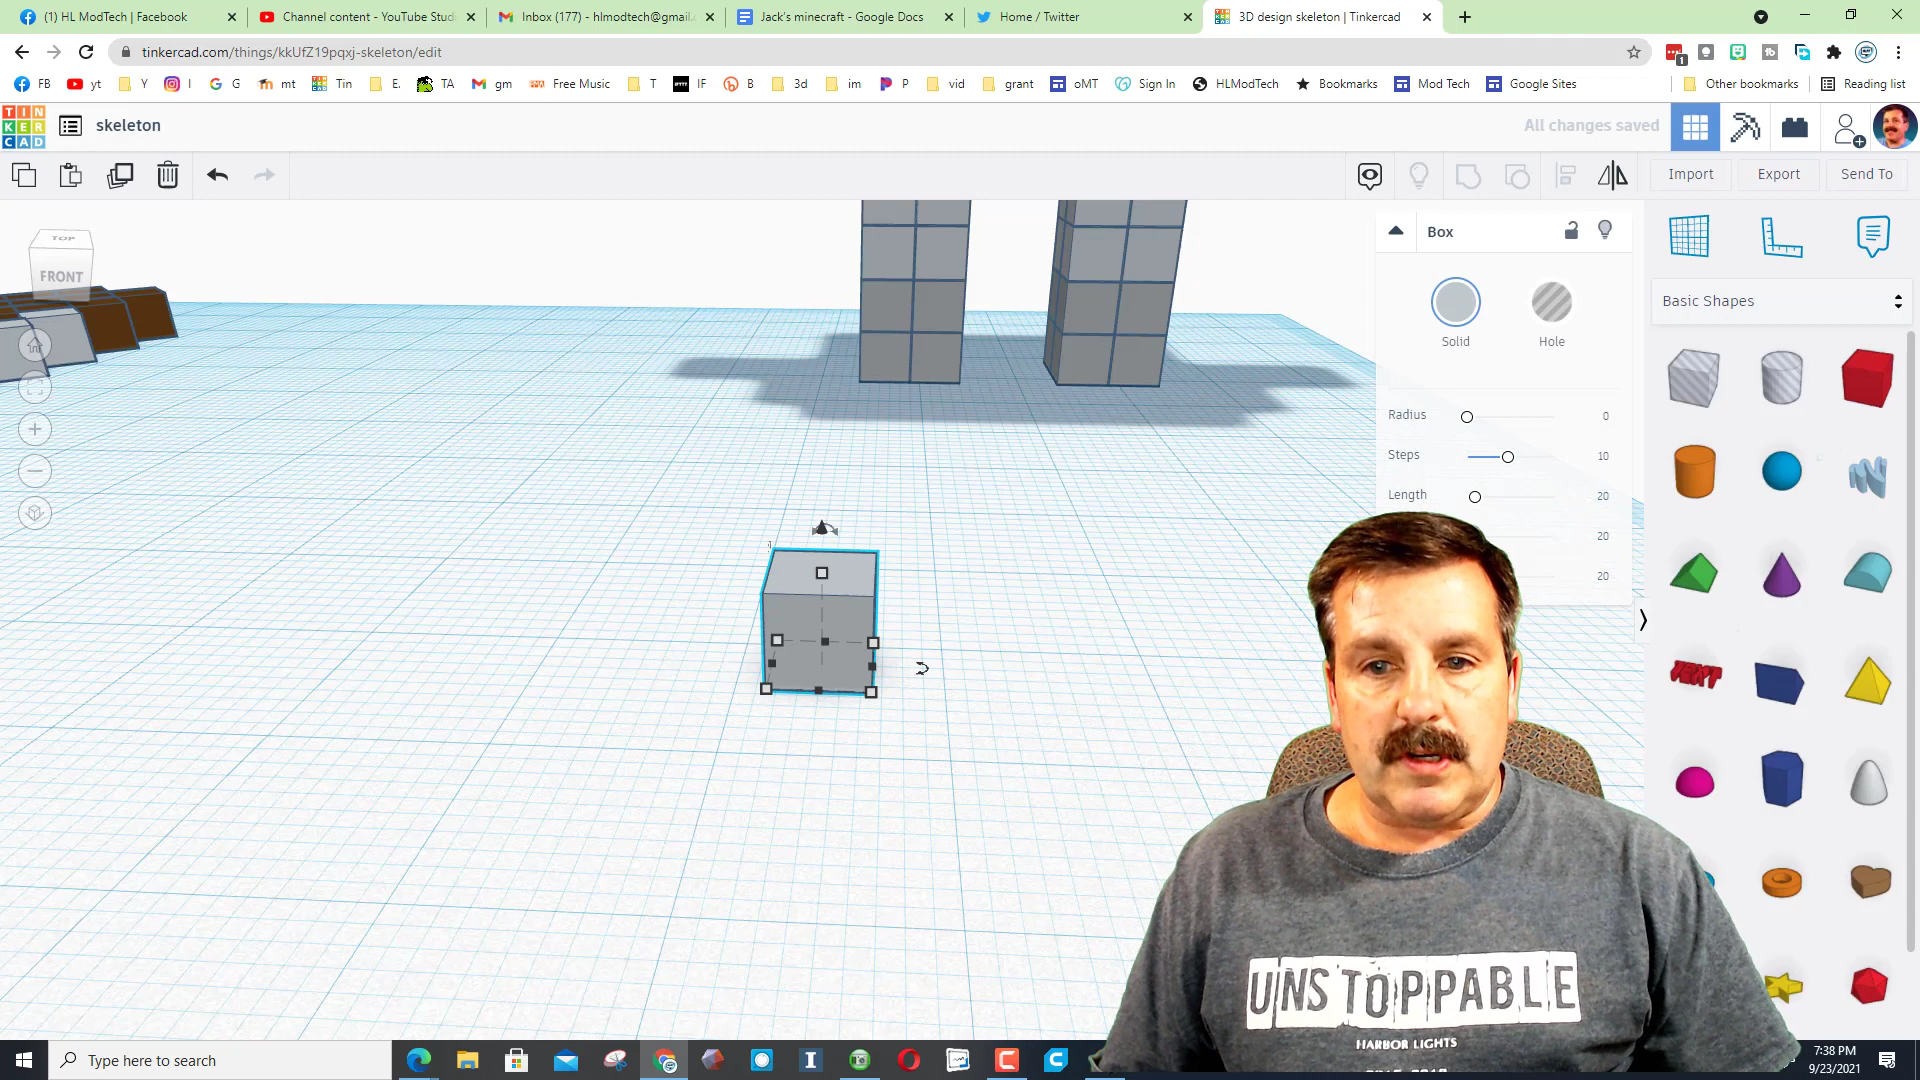 (1) HL ModTech | Facebook
Channel content - YouTube Stud
Inbox (177) - hlmodtech@gmail.c
Jack's minecraft - Google Docs
Home / Twitter
3D design skeleton | Tinkercad
tinkercad.com/things/kkUfZ19pqxj-skeleton/edit
1
FB
yt
Y
I
G
mt
Tin
E.
TA
gm
Free Music
T
IF
B
3d
im
P
vid
grant
oMT
Sign In
HLModTech
Bookmarks
Mod Tech
Google Sites
Other bookmarks
Reading list
TIN
KER
CAD
skeleton
All changes saved
Import
Export
Send To
TOP
FRONT
Box
Solid
Hole
Radius
0
Steps
10
Length
20
20
20
Basic Shapes
TEXT
UNSTOPPABLE
HARBOR LIGHTS
Type here to search
7:38 PM
9/23/2021